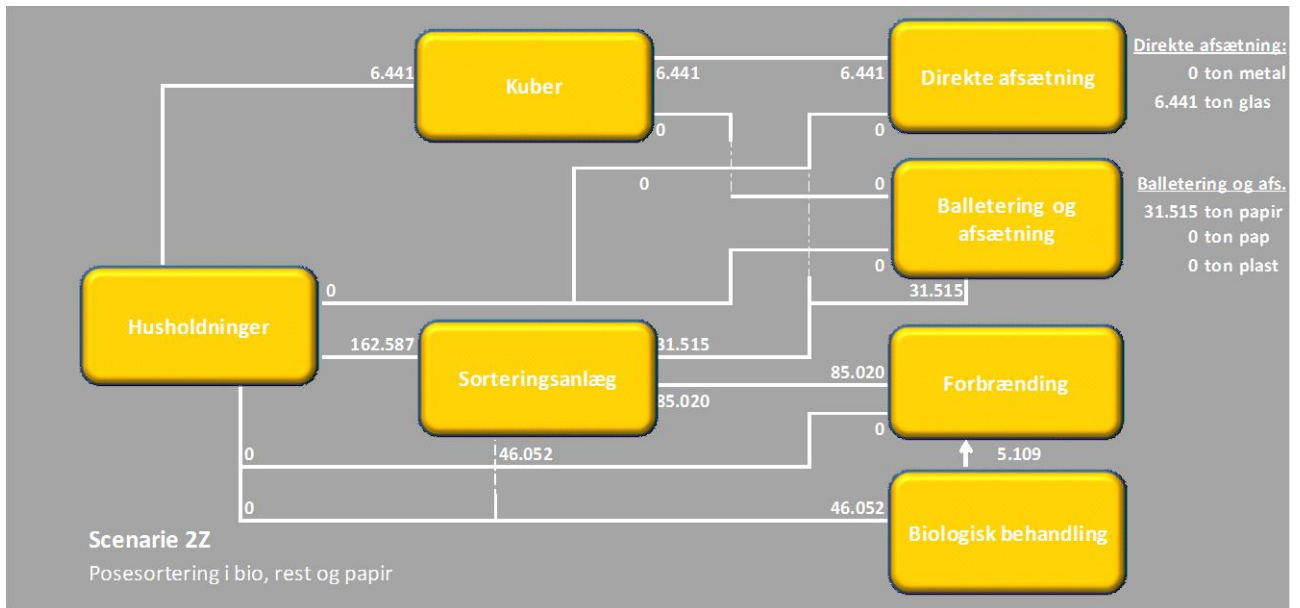 Direkte afsætning:
6.441
6.441
6.441
0 ton metal
Kuber
Direkte afsætning
6.441 ton glas
0
0
0
0
Balletering og afs.
Balletering og
afsætning
31.515 ton papir
0 ton pap
0
0 ton plast
0
31.515
Husholdninger
162.587
31.515
85.020
Sorteringsanlæg
Forbrænding
85.020
0
0
46.052
5.109
0
46.052
Biologisk behandling
Scenarie 2Z
Posesortering i bio, rest og papir